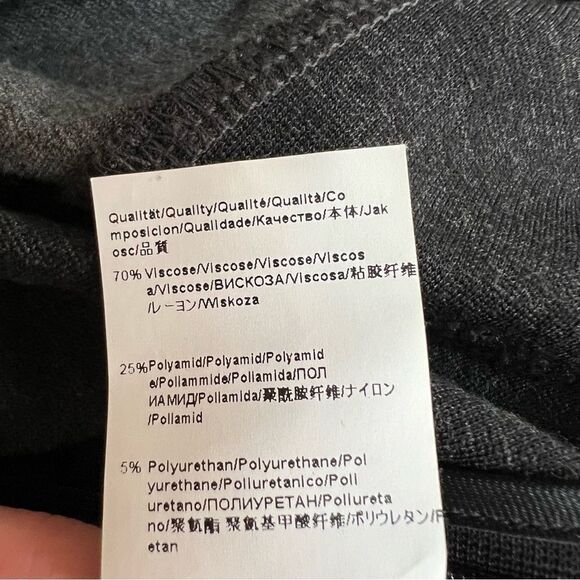 Qualität/Quality/Qualité/Qualità/Co
mposicion/Qualidade/Качество/本体/Jak
osc/品質
70% Viscose/Viscose/Viscose/Viscos
a/Viscose/ВИСКОЗА/Viscosa/粘胶纤维
/レーヨン/Wiskoza
25% Polyamid/Polyamid/Polyamid
e/Poliammide/Poliamida/ПОЛ
ИАМИД/Poliamida/聚酰胺纤维/ナイロン
/Poliamid
5% Polyurethan/Polyurethane/Pol
yurethane/Poliuretanico/Poli
uretano/ПОЛИУРЕТАН/Poliureta
no/聚氨酯 聚氨基甲酸纤维/ポリウレタン/
etan